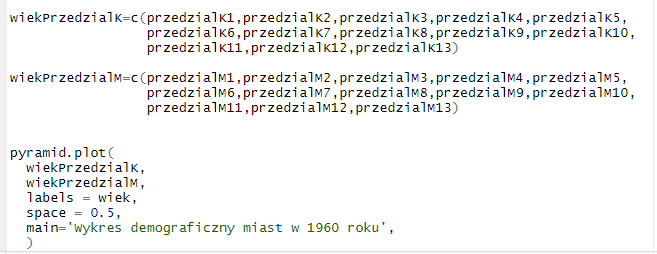 wiekPrzedzialK=c(przedzialK1,przedzialK2,przedzialK3,przedzialK4,przedzialK5,
przedzialK6,przedzialK7,przedzialK8,przedzialK9,przedzialK10,
przedzialK11,przedzialK12,przedzialK13)
wiekPrzedzialM=c(przedzialM1,przedzialM2,przedzialM3,przedzialM4,przedzialM5,
przedzialM6,przedzialM7,przedzialM8,przedzialM9,przedzialM10,
przedzialM11,przedzialM12,przedzialM13)
pyramid.plot(
wiekPrzedzialK,
wiekPrzedzialM,
labels = wiek,
space = 0.5,
main='Wykres demograficzny miast w 1960 roku',
)